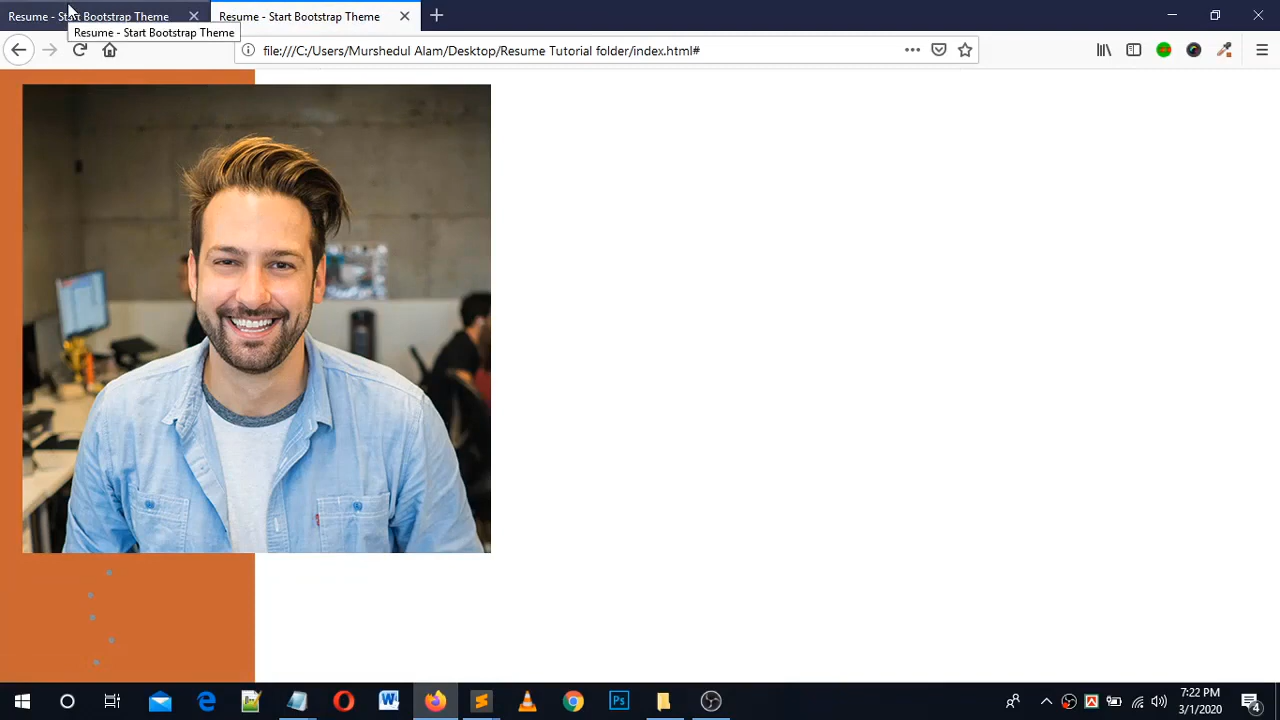 Resume - Start Bootstrap Theme
Resume - Start Bootstrap Theme
Resume - Start Bootstrap Theme
file:///C:/Users/Murshedul Alam/Desktop/Resume Tutorial folder/index.html#
7:22 PM
3/1/2020
4